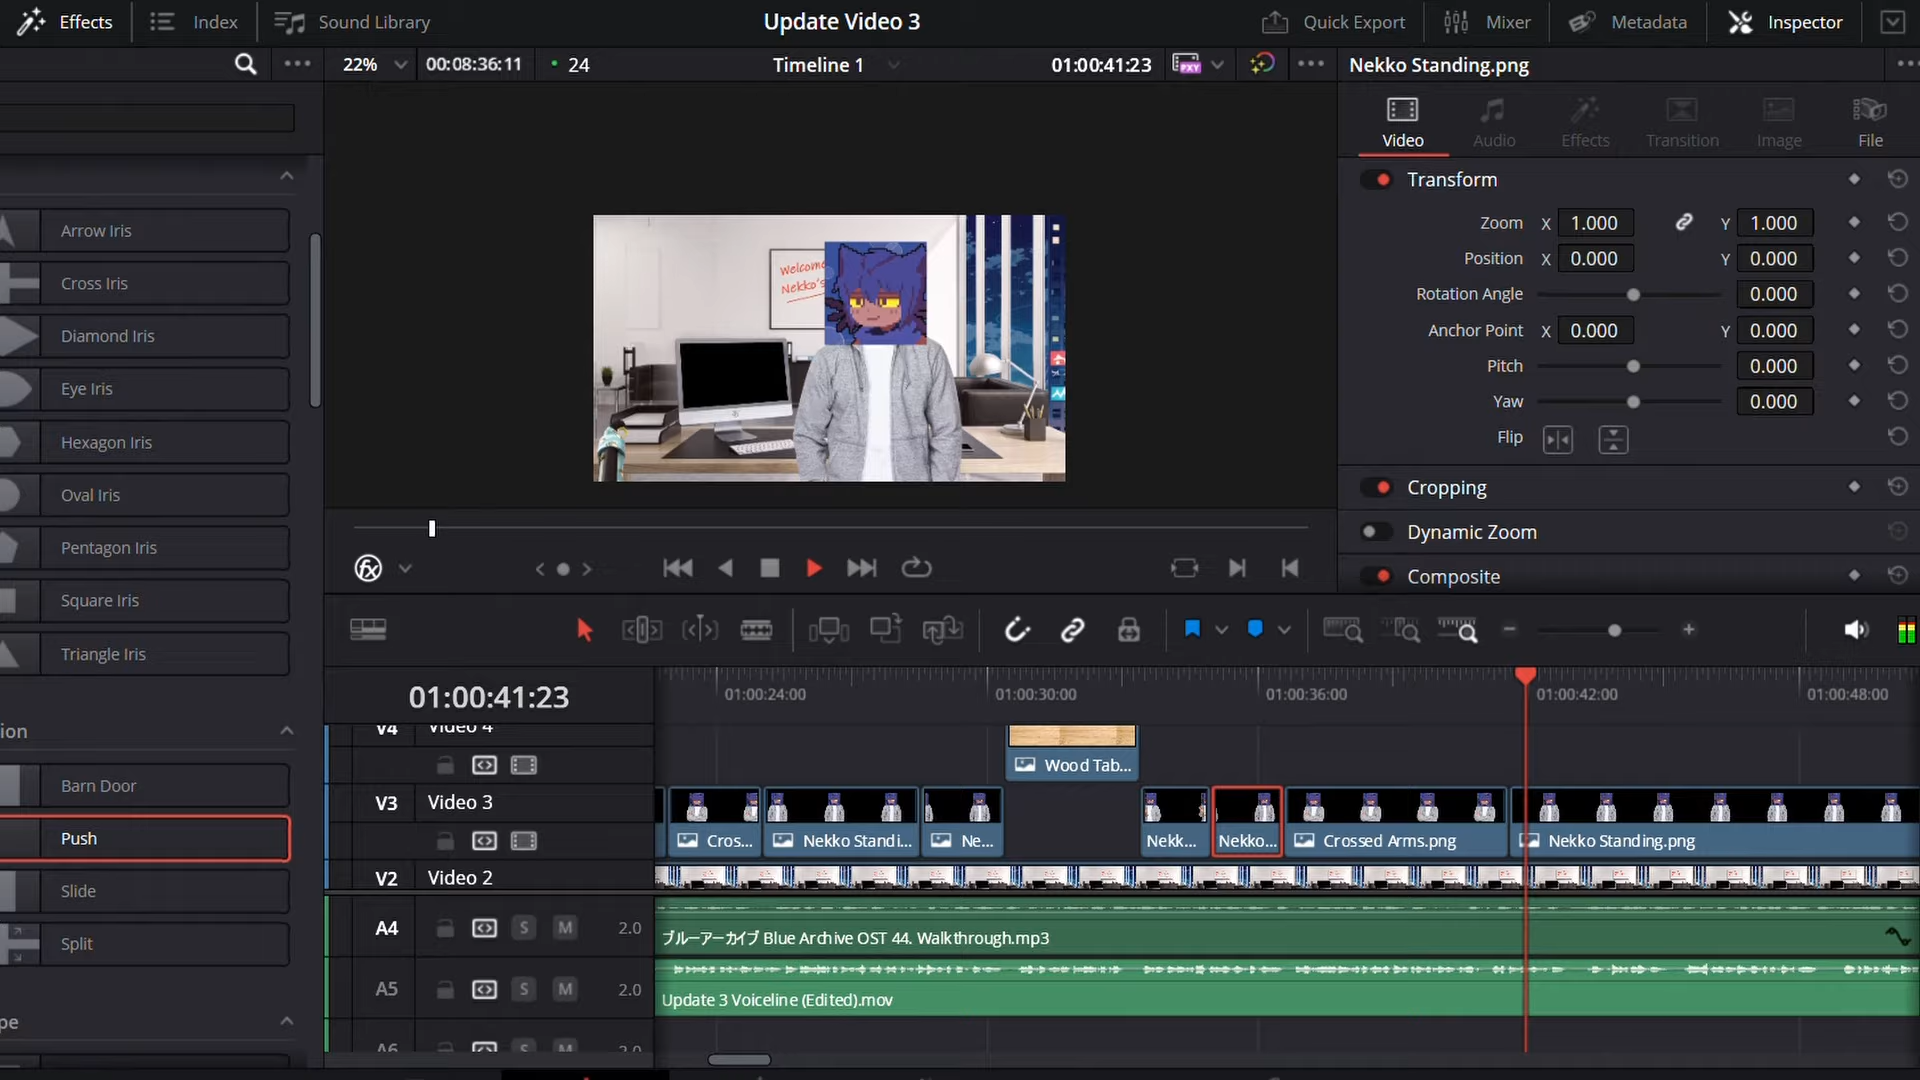 Effects
Index
Sound Library
Update Video 3
Quick Export
Mixer
Metadata
Inspector
22%
00:08:36:11
24
Timeline 1
01:00:41:23
PXY
Nekko Standing.png
Video
Audio
Effects
Transition
Image
File
Transform
Zoom X 1.000 Y 1.000
Position X 0.000 Y 0.000
Rotation Angle 0.000
Anchor Point X 0.000 Y 0.000
Pitch 0.000
Yaw 0.000
Flip
Cropping
Dynamic Zoom
Composite
Arrow Iris
Cross Iris
Diamond Iris
Eye Iris
Hexagon Iris
Oval Iris
Pentagon Iris
Square Iris
Triangle Iris
ion
Barn Door
Push
Slide
Split
pe
Welcome
Nekko's
fx
01:00:41:23
01:00:24:00
01:00:30:00
01:00:36:00
01:00:42:00
01:00:48:00
V4 Video 4
Wood Tab...
V3 Video 3
Cros...
Nekko Standi...
Ne...
Nekk...
Nekko...
Crossed Arms.png
Nekko Standing.png
V2 Video 2
A4 S M 2.0
ブルーアーカイブ Blue Archive OST 44. Walkthrough.mp3
A5 S M 2.0
Update 3 Voiceline (Edited).mov
A6 S M 2.0